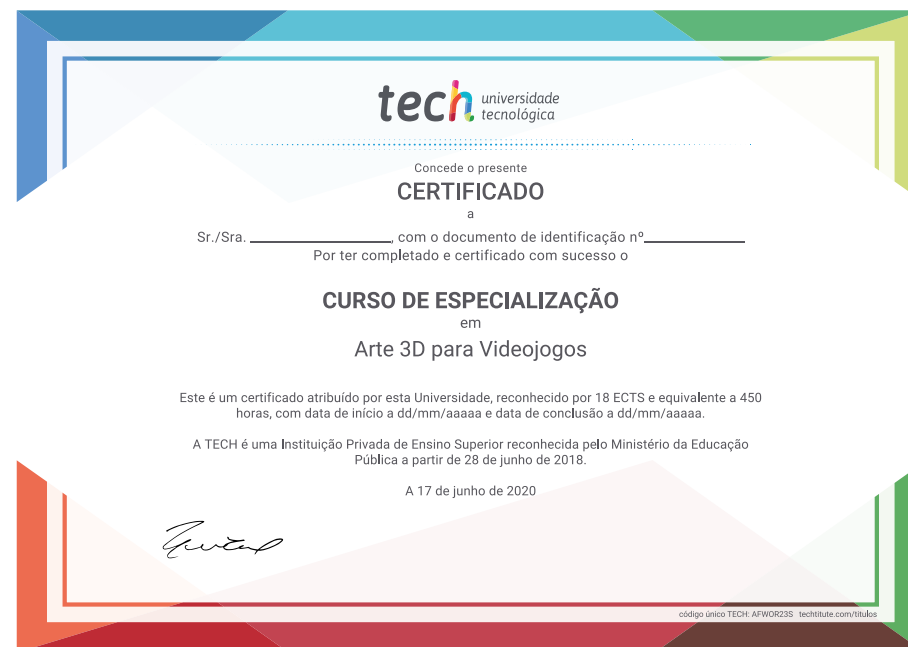 tech universidade
tecnológica
Concede o presente
CERTIFICADO
a
Sr./Sra. , com o documento de identificação nº
Por ter completado e certificado com sucesso o
CURSO DE ESPECIALIZAÇÃO
em
Arte 3D para Videojogos
Este é um certificado atribuído por esta Universidade, reconhecido por 18 ECTS e equivalente a 450
horas, com data de início a dd/mm/aaaaa e data de conclusão a dd/mm/aaaaa.
A TECH é uma Instituição Privada de Ensino Superior reconhecida pelo Ministério da Educação
Pública a partir de 28 de junho de 2018.
A 17 de junho de 2020
código único TECH: AFWOR23S techtitute.com/titulos